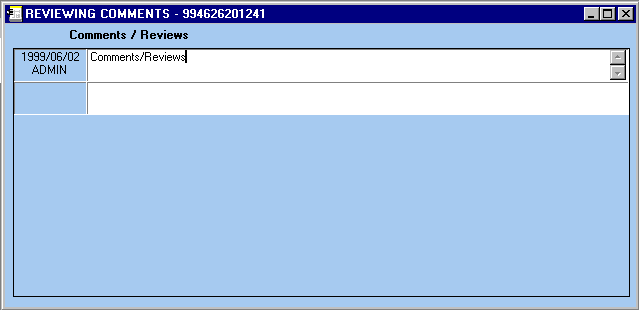 REVIEWING COMMENTS - 994626201241
Comments / Reviews
1999/06/02 Comments/Reviews
ADMIN